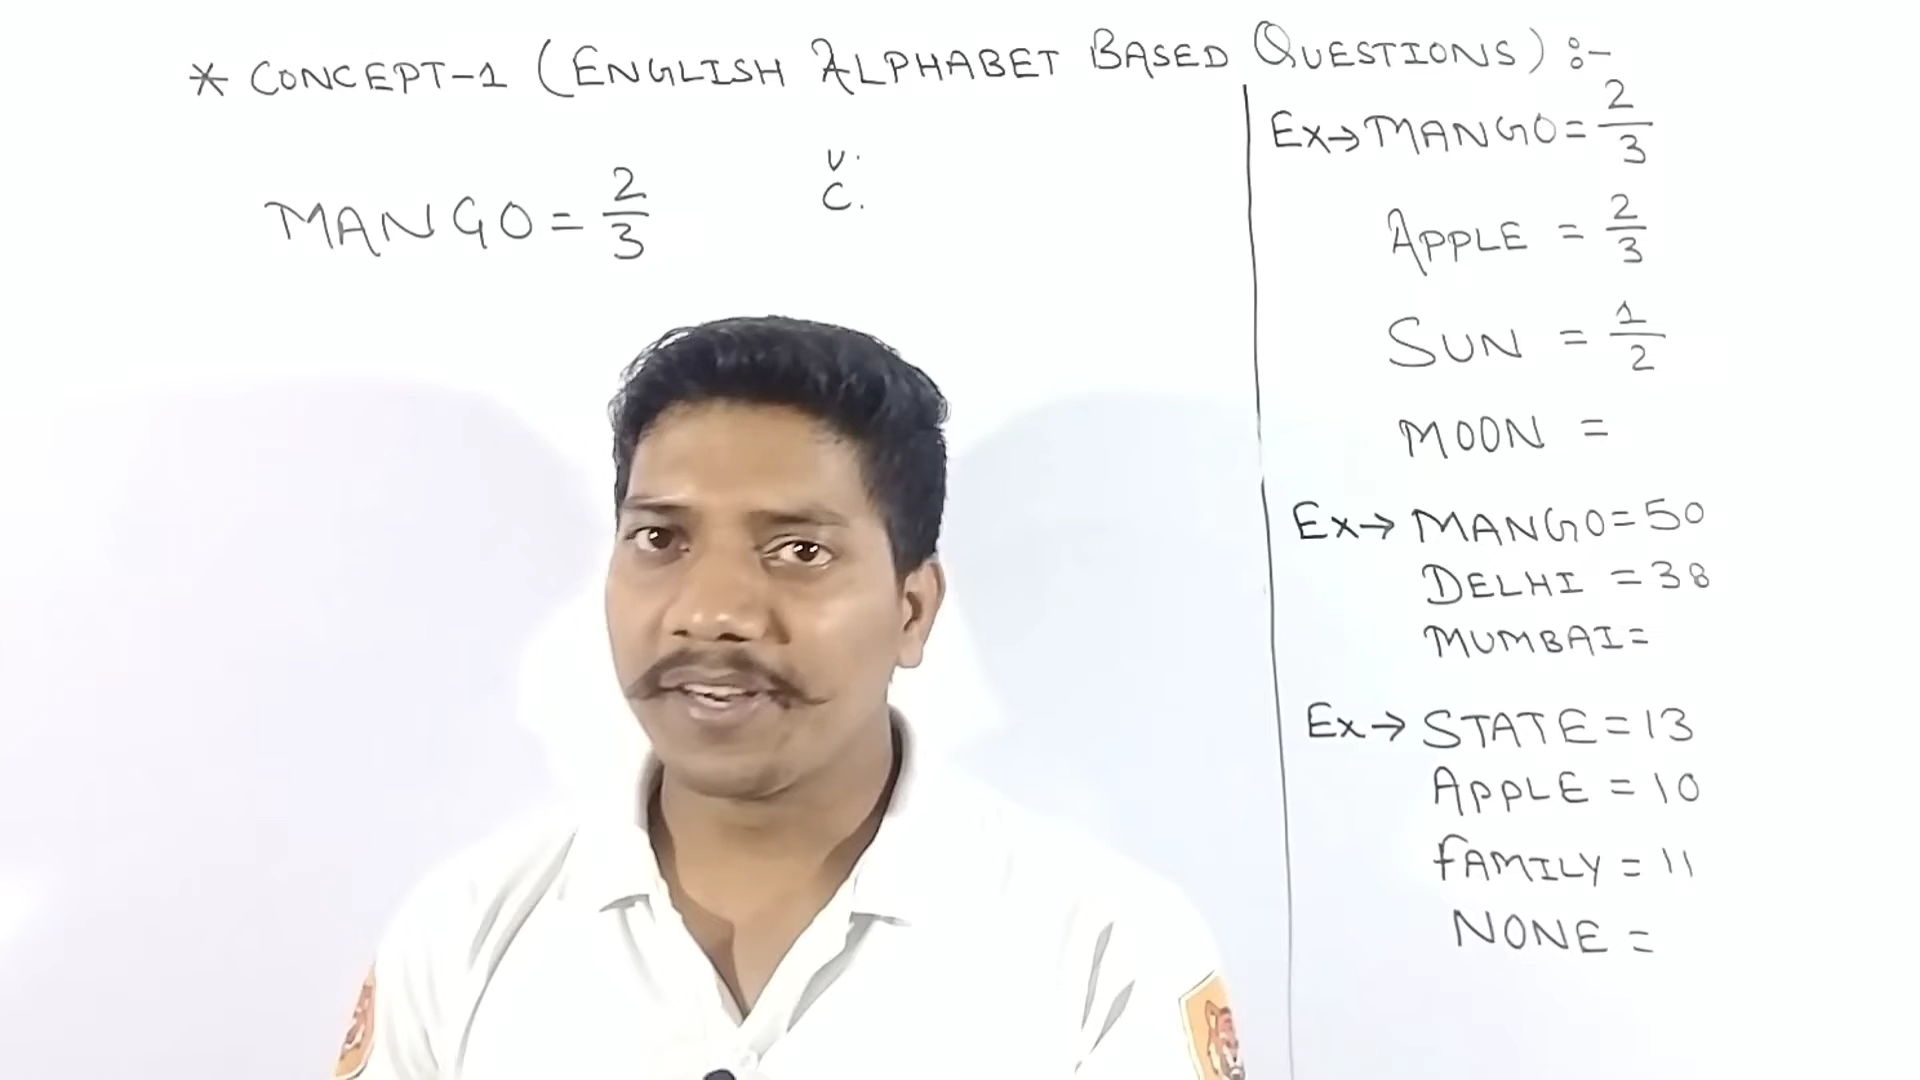 * CONCEPT-1 (ENGLISH ALPHABET BASED QUESTIONS) :-
MANGO = 2/3
V.
C.
Ex→ MANGO = 2/3
APPLE = 2/3
SUN = 1/2
MOON =
Ex→ MANGO = 50
DELHI = 38
MUMBAI =
Ex→ STATE = 13
APPLE = 10
FAMILY = 11
NONE =